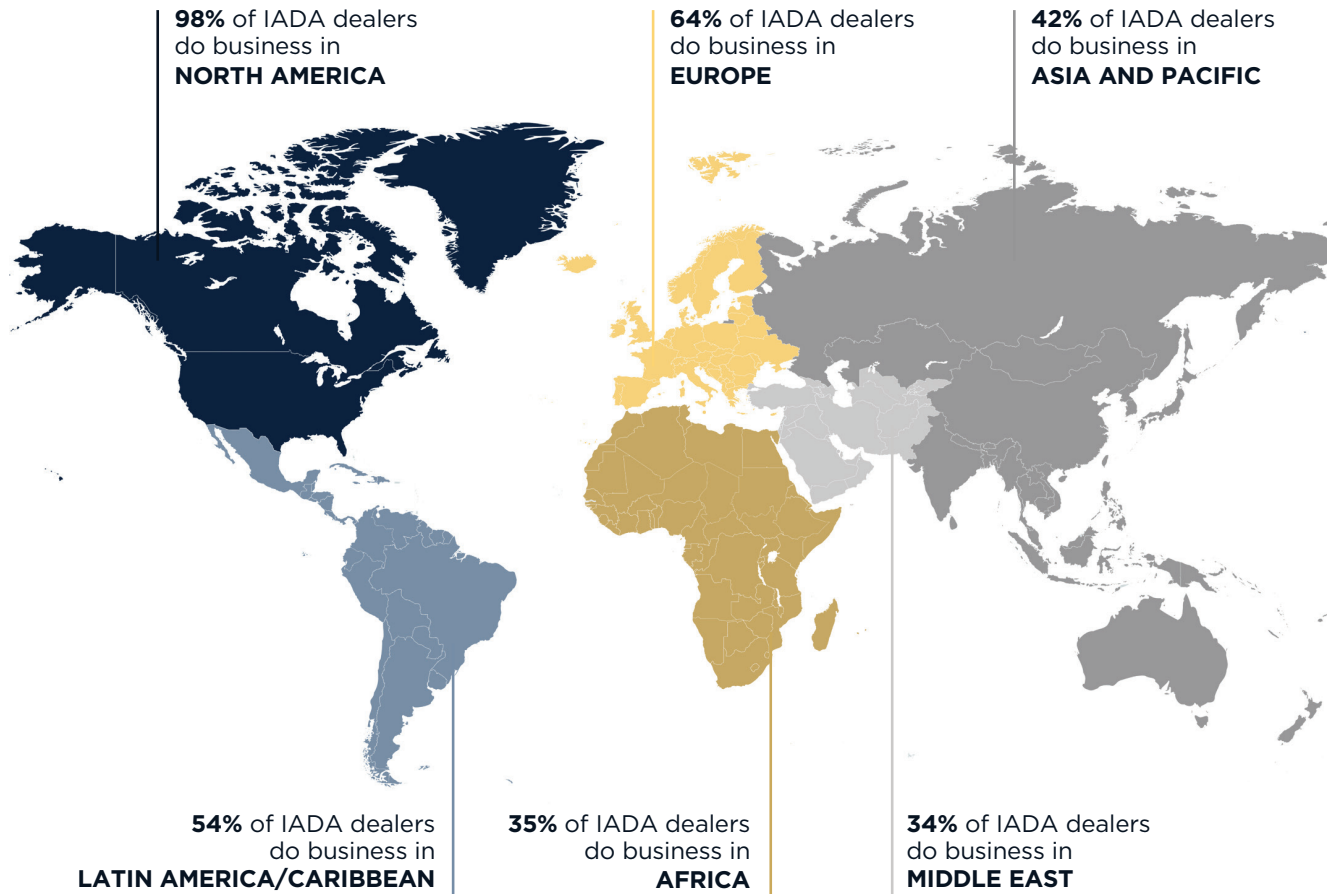 98% of IADA dealers
do business in
NORTH AMERICA
64% of IADA dealers
do business in
EUROPE
42% of IADA dealers
do business in
ASIA AND PACIFIC
54% of IADA dealers
do business in
LATIN AMERICA/CARIBBEAN
35% of IADA dealers
do business in
AFRICA
34% of IADA dealers
do business in
MIDDLE EAST